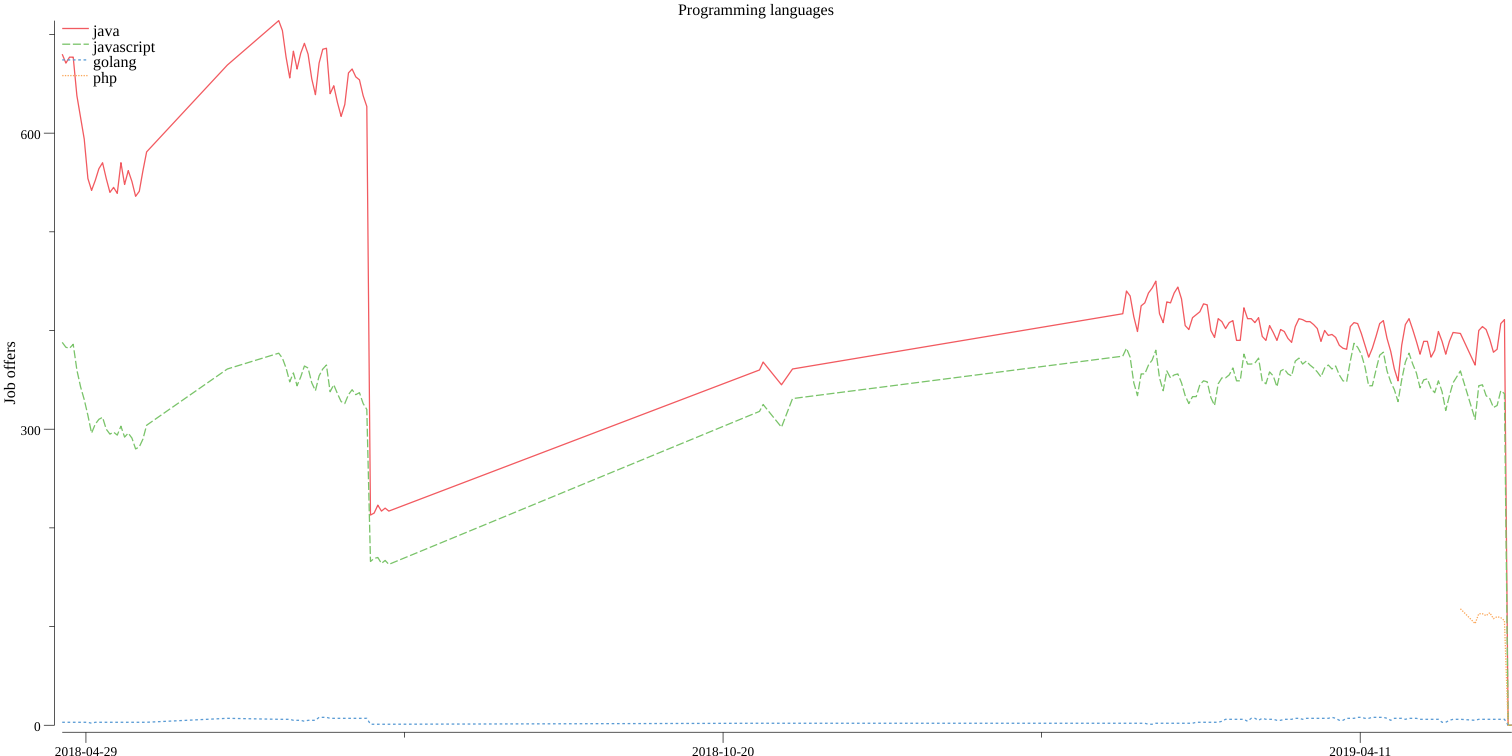 Programming languages
java
javascript
golang
php
600
300
0
Job offers
2018-04-29
2018-10-20
2019-04-11